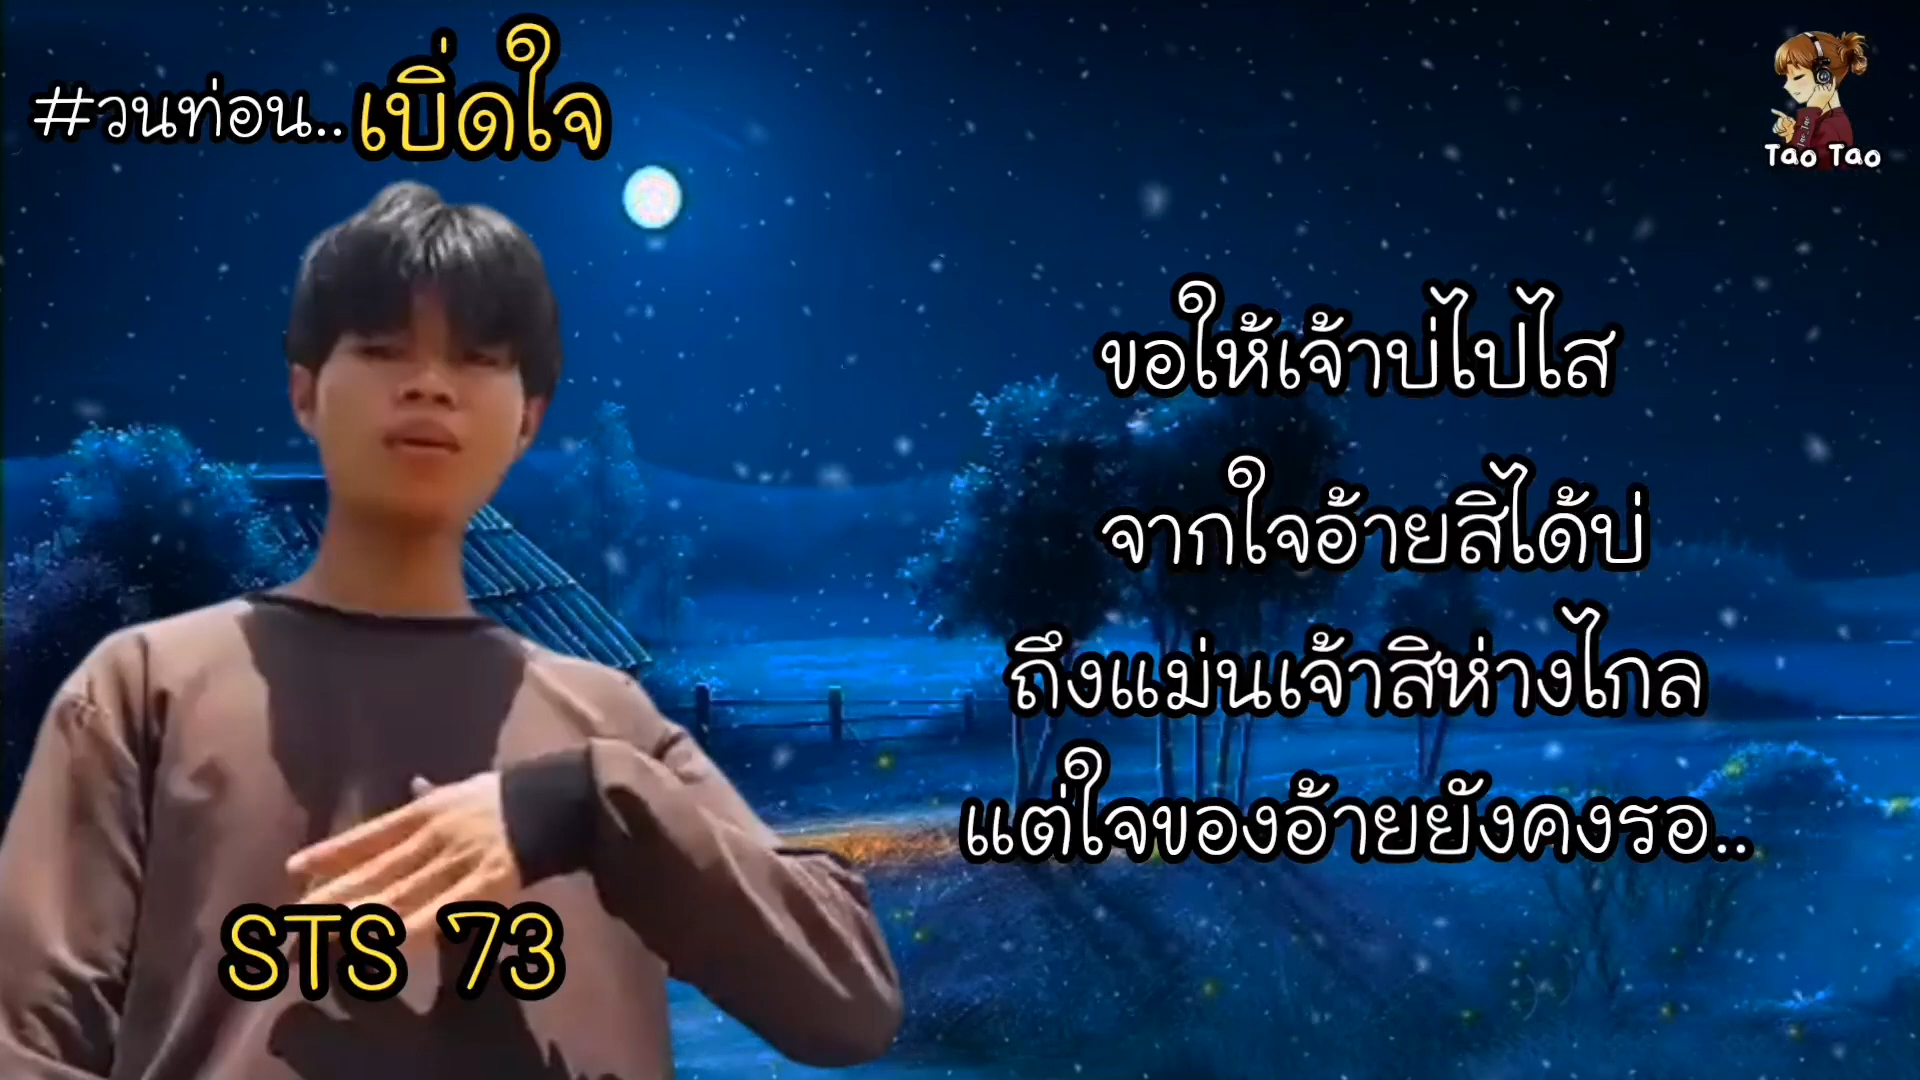 #วนท่อน..เบิ่ดใจ
Tao Tao
ขอให้เจ้าบ่ไปไส
จากใจอ้ายสิได้บ่
ถึงแม่นเจ้าสิห่างไกล
แต่ใจของอ้ายยังคงรอ..
STS 73